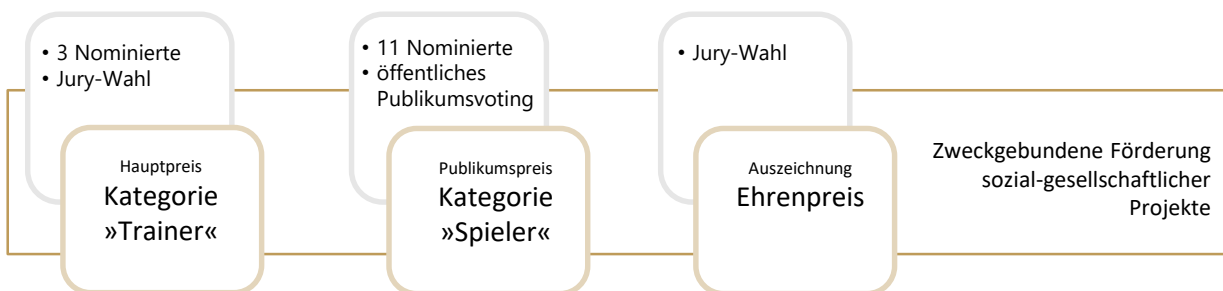 • 3 Nominierte
• Jury-Wahl
Hauptpreis
Kategorie
»Trainer«
• 11 Nominierte
• öffentliches
Publikumsvoting
Publikumspreis
Kategorie
»Spieler«
• Jury-Wahl
Auszeichnung
Ehrenpreis
Zweckgebundene Förderung
sozial-gesellschaftlicher
Projekte